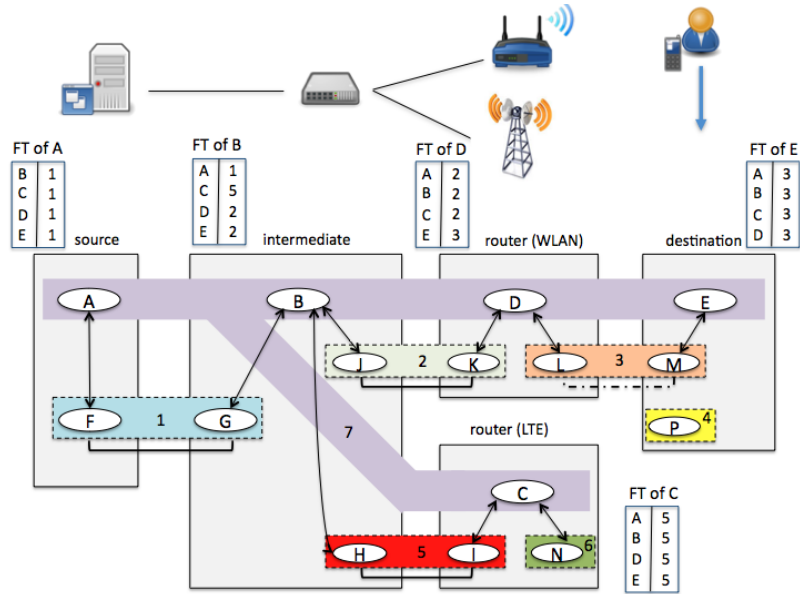 FT of A
B 1
C 1
D 1
E 1
FT of B
A 1
C 5
D 2
E 2
FT of D
A 2
B 2
C 2
E 3
FT of E
A 3
B 3
C 3
D 3
source
intermediate
router (WLAN)
destination
A
B
D
E
J
2
K
L
3
M
F
1
G
7
P
4
router (LTE)
C
H
5
I
N
6
FT of C
A 5
B 5
D 5
E 5